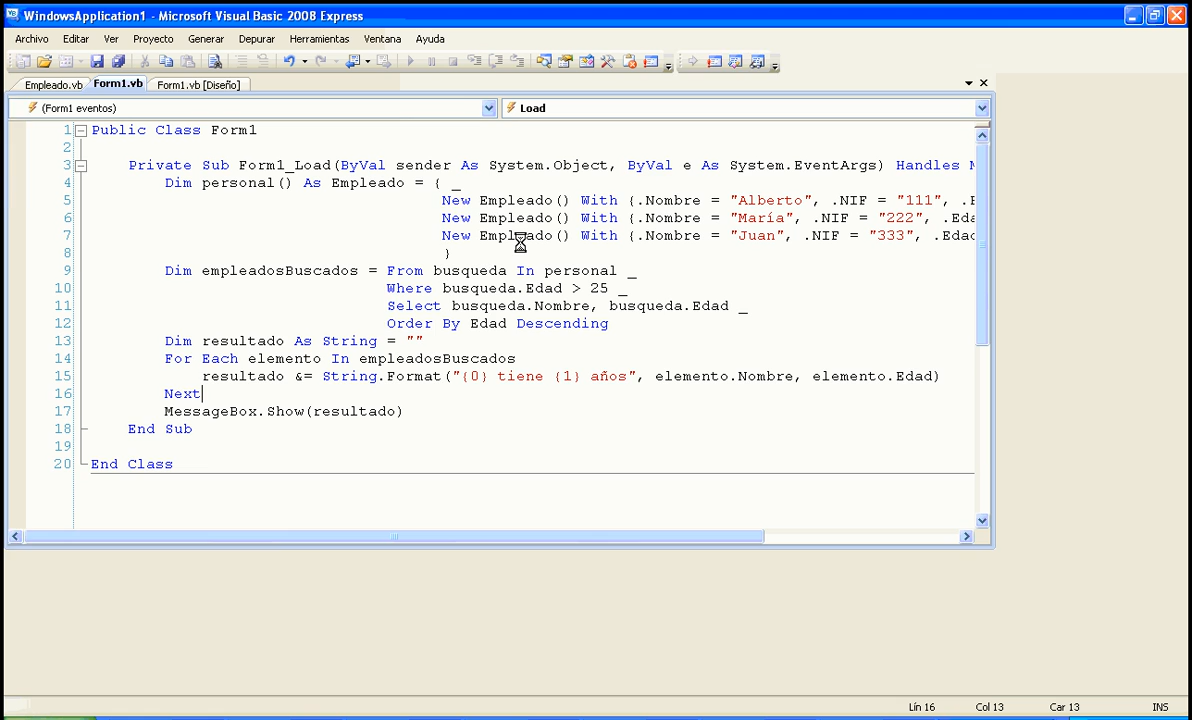 WindowsApplication1 - Microsoft Visual Basic 2008 Express
Archivo Editar Ver Proyecto Generar Depurar Herramientas Ventana Ayuda
Empleado.vb Form1.vb Form1.vb [Diseño]
(Form1 eventos) Load
1 Public Class Form1
2
3 Private Sub Form1_Load(ByVal sender As System.Object, ByVal e As System.EventArgs) Handles
4 Dim personal() As Empleado = { _
5 New Empleado() With {.Nombre = "Alberto", .NIF = "111", .E
6 New Empleado() With {.Nombre = "María", .NIF = "222", .Eda
7 New Empleado() With {.Nombre = "Juan", .NIF = "333", .Edad
8 }
9 Dim empleadosBuscados = From busqueda In personal _
10 Where busqueda.Edad > 25 _
11 Select busqueda.Nombre, busqueda.Edad _
12 Order By Edad Descending
13 Dim resultado As String = ""
14 For Each elemento In empleadosBuscados
15 resultado &= String.Format("{0} tiene {1} años", elemento.Nombre, elemento.Edad)
16 Next
17 MessageBox.Show(resultado)
18 End Sub
19
20 End Class
Lín 16 Col 13 Car 13 INS